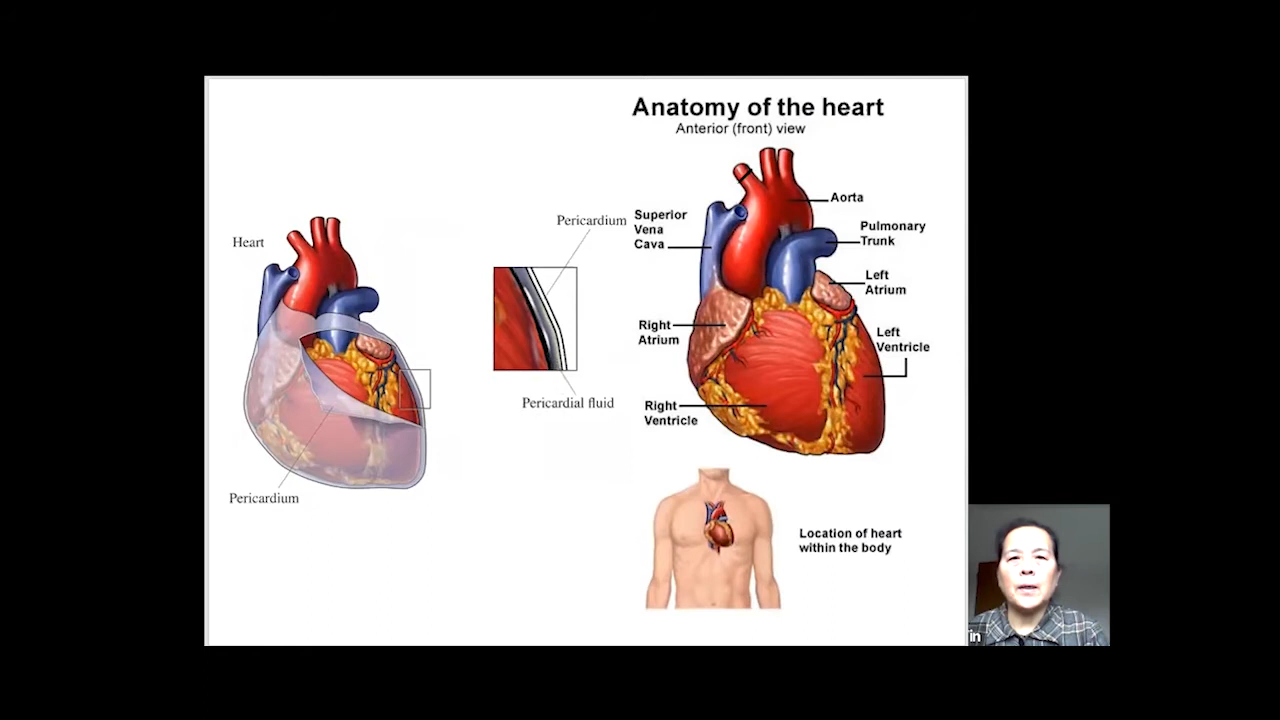 Anatomy of the heart
Anterior (front) view
Heart
Pericardium
Pericardium
Pericardial fluid
Superior
Vena
Cava
Aorta
Pulmonary
Trunk
Left
Atrium
Right
Atrium
Left
Ventricle
Right
Ventricle
Location of heart
within the body
in